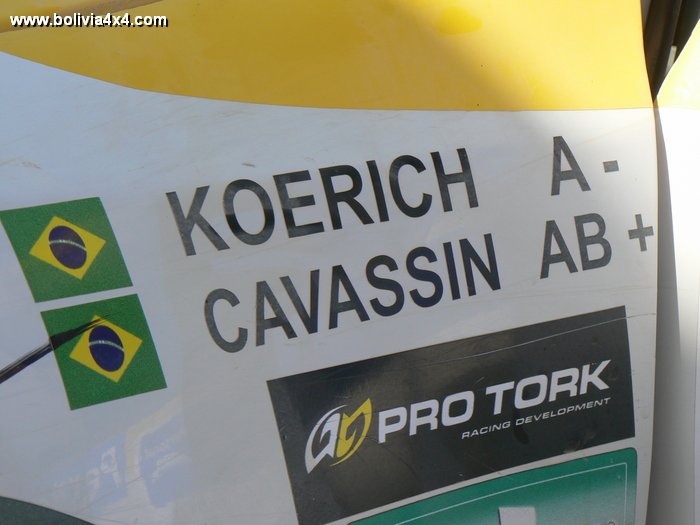 www.bolivia4x4.com
KOERICH A -
CAVASSIN AB +
PRO TORK
RACING DEVELOPMENT